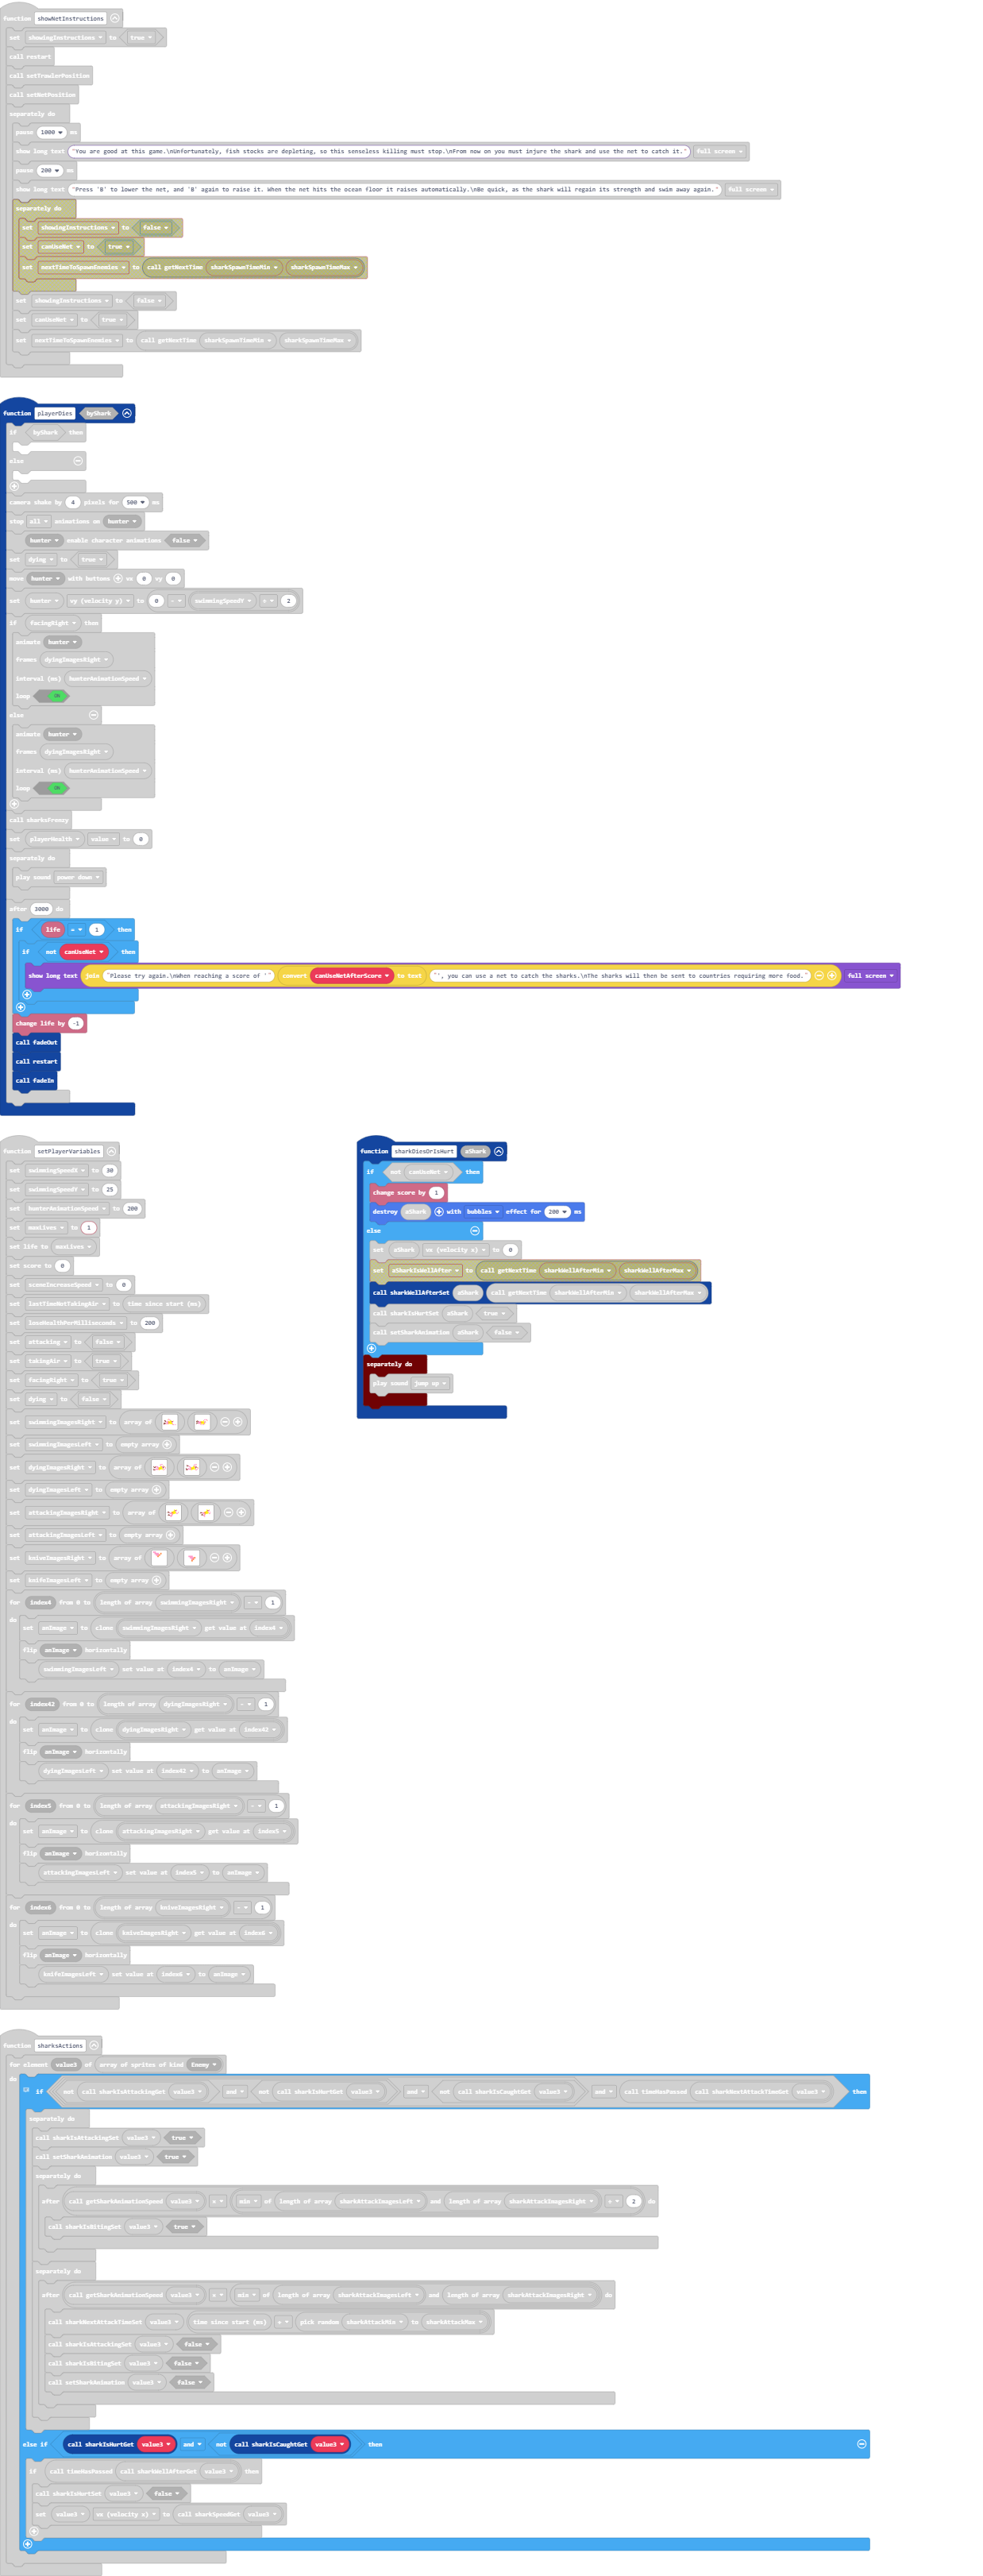 function showNetInstructions
set showingInstructions to true
call restart
call setTrawlerPosition
call setNetPosition
separately do
pause 1000 ms
show long text "You are good at this game.\nUnfortunately, fish stocks are depleting, so this senseless killing must stop.\nFrom now on you must injure the shark and use the net to catch it." full screen
pause 200 ms
show long text "Press 'B' to lower the net, and 'B' again to raise it. When the net hits the ocean floor it raises automatically.\nBe quick, as the shark will regain its strength and swim away again." full screen
separately do
set showingInstructions to false
set canUseNet to true
set nextTimeToSpawnEnemies to call getNextTime sharkSpawnTimeMin sharkSpawnTimeMax
set showingInstructions to false
set canUseNet to true
set nextTimeToSpawnEnemies to call getNextTime sharkSpawnTimeMin sharkSpawnTimeMax
function playerDies byShark
if byShark then
else
camera shake by 4 pixels for 500 ms
stop all animations on hunter
hunter enable character animations false
set dying to true
move hunter with buttons vx 0 vy 0
set hunter vy (velocity y) to 0 - swimmingSpeedY ÷ 2
if facingRight then
animate hunter
frames dyingImagesRight
interval (ms) hunterAnimationSpeed
loop ON
else
animate hunter
frames dyingImagesRight
interval (ms) hunterAnimationSpeed
loop ON
call sharksFrenzy
set playerHealth value to 0
separately do
play sound power down
after 3000 do
if life = 1 then
if not canUseNet then
show long text join "Please try again.\nWhen reaching a score of '" convert canUseNetAfterScore to text "', you can use a net to catch the sharks.\nThe sharks will then be sent to countries requiring more food." full screen
change life by -1
call fadeOut
call restart
call fadeIn
function setPlayerVariables
set swimmingSpeedX to 30
set swimmingSpeedY to 25
set hunterAnimationSpeed to 200
set maxLives to 1
set life to maxLives
set score to 0
set scoreIncreaseSpeed to 0
set lastTimeNotTakingAir to time since start (ms)
set loseHealthPerMilliseconds to 200
set attacking to false
set takingAir to true
set facingRight to true
set dying to false
set swimmingImagesRight to array of
set swimmingImagesLeft to empty array
set dyingImagesRight to array of
set dyingImagesLeft to empty array
set attackingImagesRight to array of
set attackingImagesLeft to empty array
set kniveImagesRight to array of
set knifeImagesLeft to empty array
for index4 from 0 to length of array swimmingImagesRight - 1
do
set anImage to clone swimmingImagesRight get value at index4
flip anImage horizontally
swimmingImagesLeft set value at index4 to anImage
for index42 from 0 to length of array dyingImagesRight - 1
do
set anImage to clone dyingImagesRight get value at index42
flip anImage horizontally
dyingImagesLeft set value at index42 to anImage
for index5 from 0 to length of array attackingImagesRight - 1
do
set anImage to clone attackingImagesRight get value at index5
flip anImage horizontally
attackingImagesLeft set value at index5 to anImage
for index6 from 0 to length of array kniveImagesRight - 1
do
set anImage to clone kniveImagesRight get value at index6
flip anImage horizontally
knifeImagesLeft set value at index6 to anImage
function sharkDiesOrIsHurt aShark
if not canUseNet then
change score by 1
destroy aShark with bubbles effect for 200 ms
else
set aShark vx (velocity x) to 0
set aSharkIsWellAfter to call getNextTime sharkWellAfterMin sharkWellAfterMax
call sharkWellAfterSet aShark call getNextTime sharkWellAfterMin sharkWellAfterMax
call sharkIsHurtSet aShark true
call setSharkAnimation aShark false
separately do
play sound jump up
function sharksActions
for element value3 of array of sprites of kind Enemy
do
if not call sharkIsAttackingGet value3 and not call sharkIsHurtGet value3 and not call sharkIsCaughtGet value3 and call timeHasPassed call sharkNextAttackTimeGet value3 then
separately do
call sharkIsAttackingSet value3 true
call setSharkAnimation value3 true
separately do
after call getSharkAnimationSpeed value3 × min of length of array sharkAttackImagesLeft and length of array sharkAttackImagesRight ÷ 2 do
call sharkIsBitingSet value3 true
separately do
after call getSharkAnimationSpeed value3 × min of length of array sharkAttackImagesLeft and length of array sharkAttackImagesRight do
call sharkNextAttackTimeSet value3 time since start (ms) + pick random sharkAttackMin to sharkAttackMax
call sharkIsAttackingSet value3 false
call sharkIsBitingSet value3 false
call setSharkAnimation value3 false
else if call sharkIsHurtGet value3 and not call sharkIsCaughtGet value3 then
if call timeHasPassed call sharkWellAfterGet value3 then
call sharkIsHurtSet value3 false
set value3 vx (velocity x) to call sharkSpeedGet value3